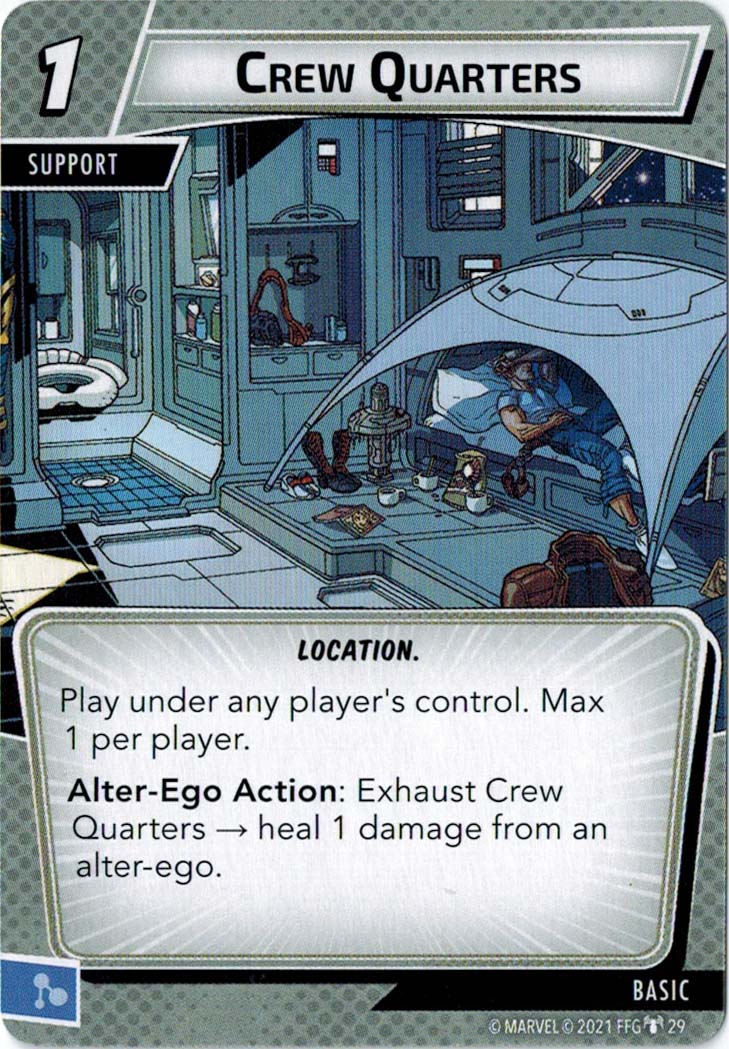 1
CREW QUARTERS
SUPPORT
LOCATION.
Play under any player's control. Max
1 per player.
Alter-Ego Action: Exhaust Crew
Quarters → heal 1 damage from an
alter-ego.
BASIC
© MARVEL © 2021 FFG 29